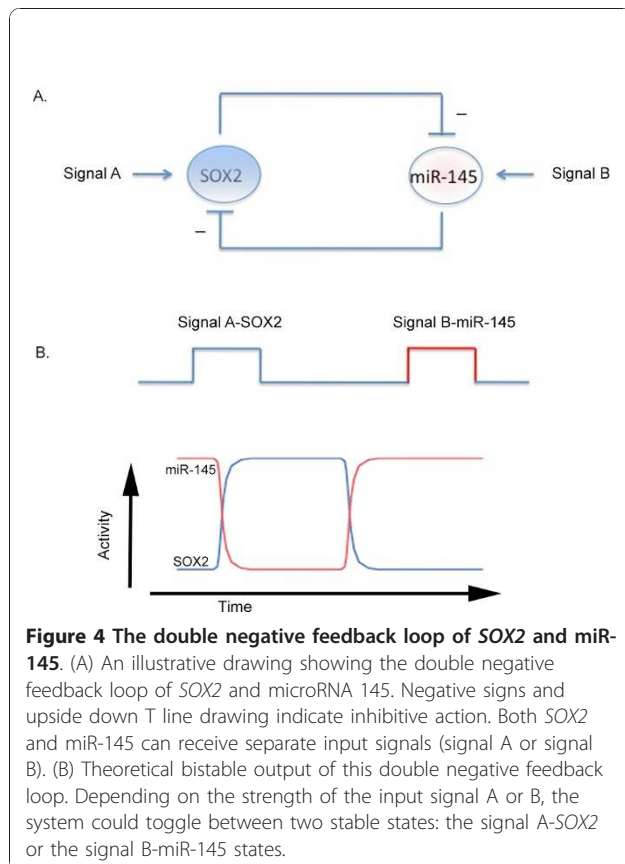 A.
–
Signal A
SOX2
miR-145
Signal B
–
Signal A-SOX2
Signal B-miR-145
B.
miR-145
Activity
SOX2
Time
Figure 4 The double negative feedback loop of SOX2 and miR-
145. (A) An illustrative drawing showing the double negative
feedback loop of SOX2 and microRNA 145. Negative signs and
upside down T line drawing indicate inhibitive action. Both SOX2
and miR-145 can receive separate input signals (signal A or signal
B). (B) Theoretical bistable output of this double negative feedback
loop. Depending on the strength of the input signal A or B, the
system could toggle between two stable states: the signal A-SOX2
or the signal B-miR-145 states.